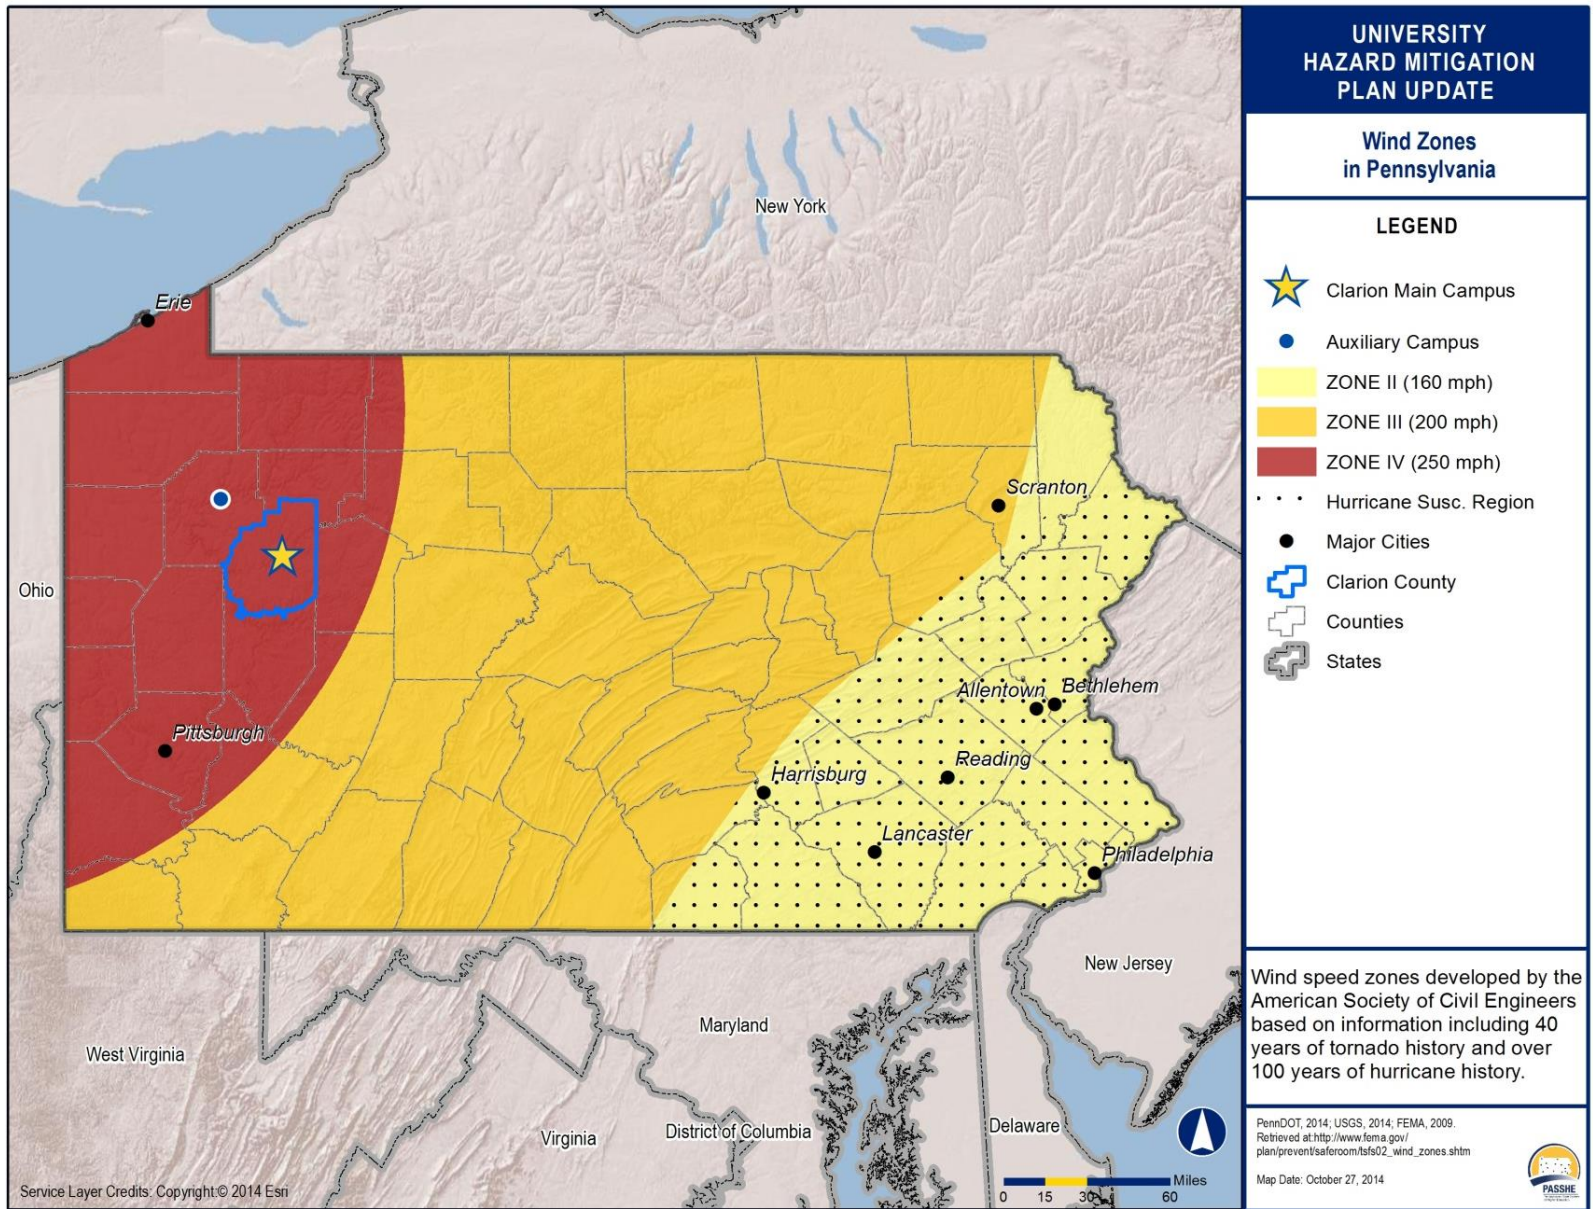 UNIVERSITY
HAZARD MITIGATION
PLAN UPDATE
Wind Zones
in Pennsylvania
LEGEND
Clarion Main Campus
Auxiliary Campus
ZONE II (160 mph)
ZONE III (200 mph)
ZONE IV (250 mph)
Hurricane Susc. Region
Major Cities
Clarion County
Counties
States
Wind speed zones developed by the
American Society of Civil Engineers
based on information including 40
years of tornado history and over
100 years of hurricane history.
PennDOT, 2014; USGS, 2014; FEMA, 2009.
Retrieved at:http://www.fema.gov/
plan/prevent/saferoom/tsfs02_wind_zones.shtm
Map Date: October 27, 2014
PASSHE
New York
Erie
Scranton
Ohio
Allentown
Bethlehem
Pittsburgh
Harrisburg
Reading
Lancaster
Philadelphia
New Jersey
Maryland
West Virginia
Virginia
District of Columbia
Delaware
Miles
0 15 30 60
Service Layer Credits: Copyright:© 2014 Esri